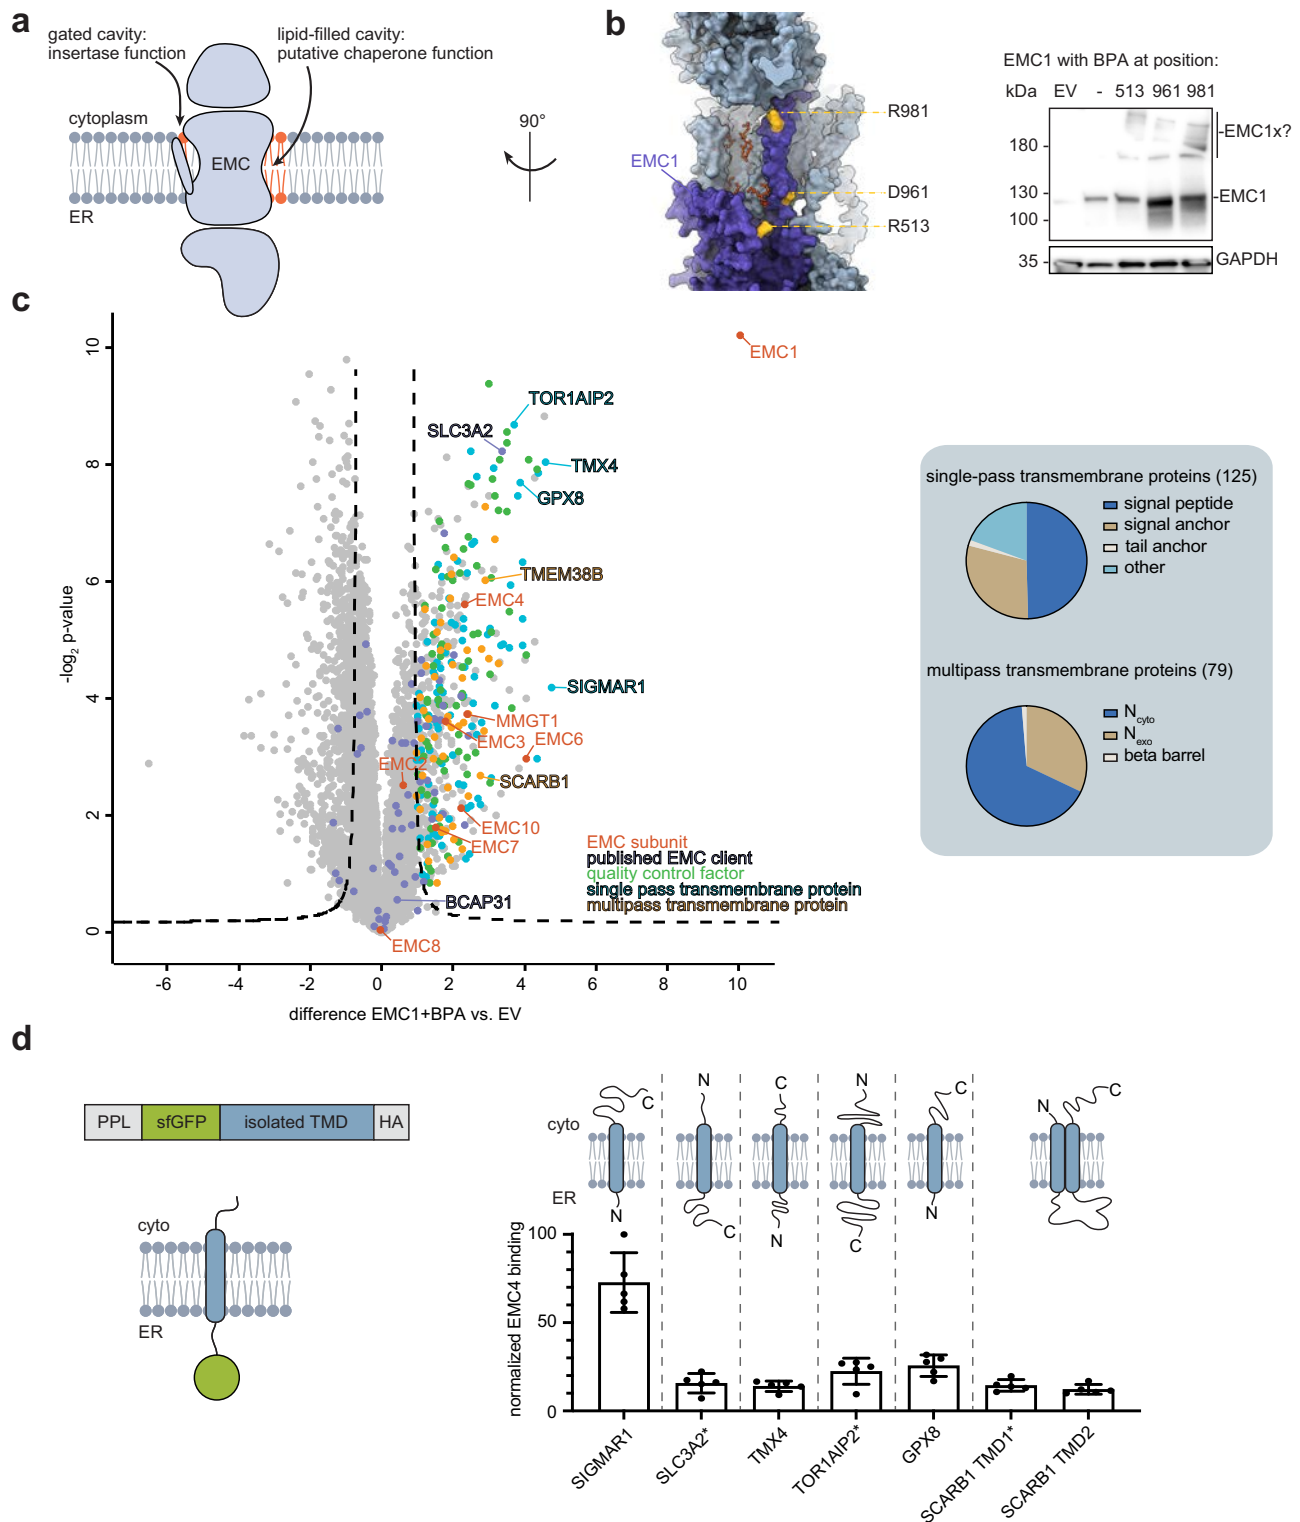 a
gated cavity:
insertase function
lipid-filled cavity:
putative chaperone function
cytoplasm
EMC
ER
90°
b
EMC1
R981
D961
R513
EMC1 with BPA at position:
kDa EV - 513 961 981
180
130
100
35
-EMC1x?
-EMC1
GAPDH
c
-log2 p-value
10
8
6
4
2
0
-6 -4 -2 0 2 4 6 8 10
difference EMC1+BPA vs. EV
EMC1
TOR1AIP2
SLC3A2
TMX4
GPX8
TMEM38B
EMC4
SIGMAR1
MMGT1
EMC3
EMC6
EMC2
SCARB1
EMC10
EMC7
BCAP31
EMC8
EMC subunit
published EMC client
quality control factor
single pass transmembrane protein
multipass transmembrane protein
single-pass transmembrane proteins (125)
signal peptide
signal anchor
tail anchor
other
multipass transmembrane proteins (79)
Ncyto
Nexo
beta barrel
d
PPL sfGFP isolated TMD HA
cyto
ER
cyto
ER
C
N
N
C
C
N
N
C
C
N
N
C
normalized EMC4 binding
100
50
0
SIGMAR1
SLC3A2*
TMX4
TOR1AIP2*
GPX8
SCARB1 TMD1*
SCARB1 TMD2